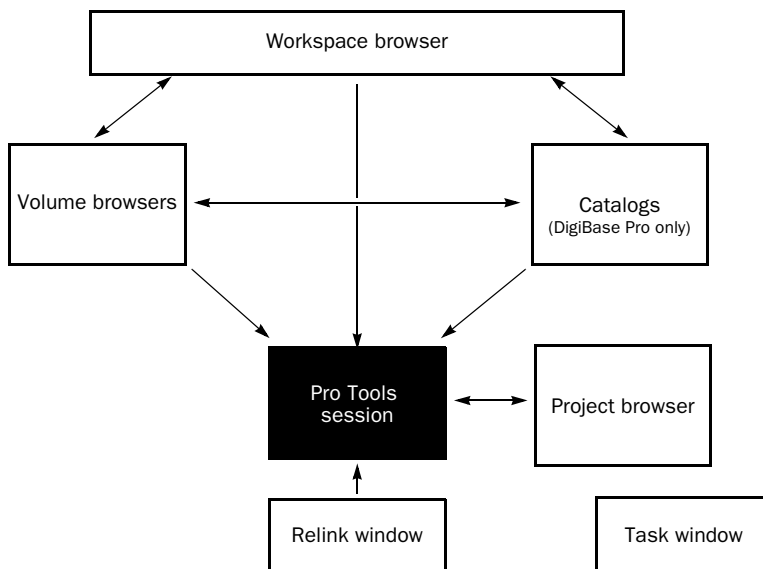 Workspace browser
Volume browsers
Catalogs
(DigiBase Pro only)
Pro Tools
session
Project browser
Relink window
Task window